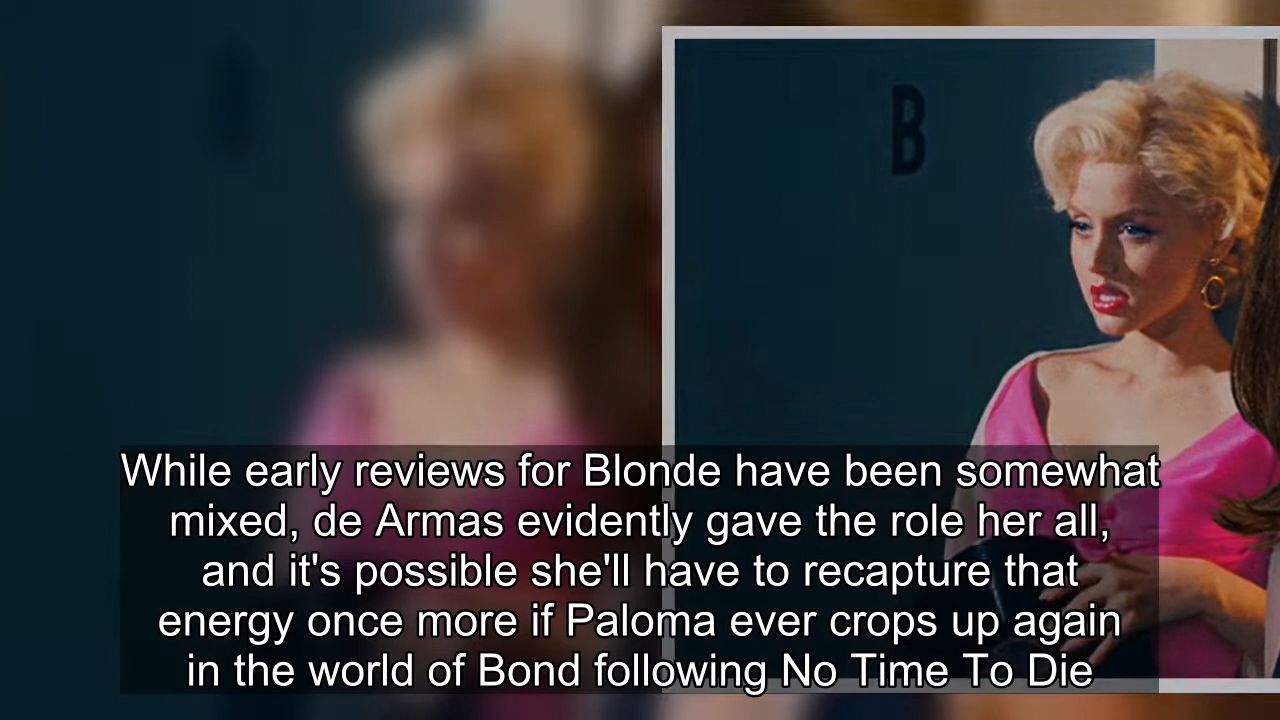 B
While early reviews for Blonde have been somewhat
mixed, de Armas evidently gave the role her all,
and it's possible she'll have to recapture that
energy once more if Paloma ever crops up again
in the world of Bond following No Time To Die